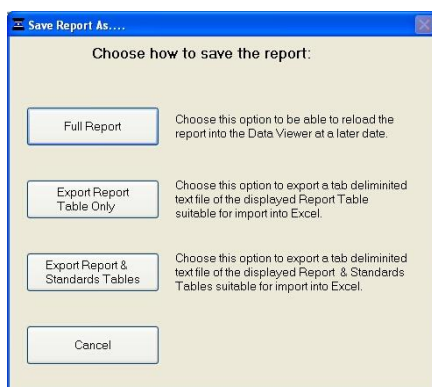 Save Report As....
Choose how to save the report:
Full Report
Choose this option to be able to reload the
report into the Data Viewer at a later date.
Export Report
Table Only
Choose this option to export a tab deliminited
text file of the displayed Report Table
suitable for import into Excel.
Export Report &
Standards Tables
Choose this option to export a tab deliminited
text file of the displayed Report & Standards
Tables suitable for import into Excel.
Cancel